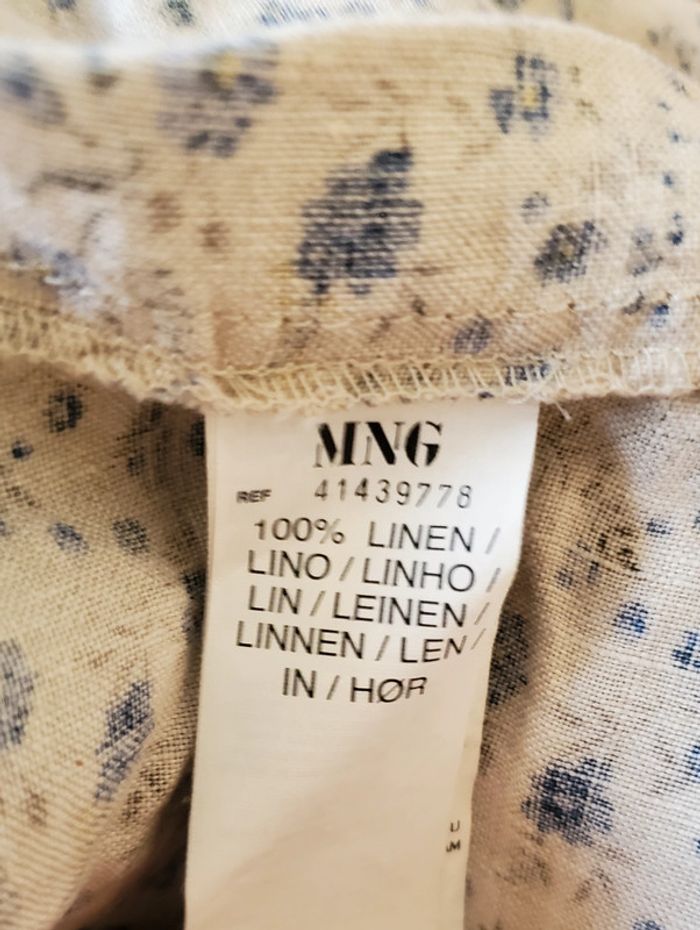 MNG
REF 41439778
100% LINEN /
LINO / LINHO /
LIN / LEINEN /
LINNEN / LEN /
IN / HØR